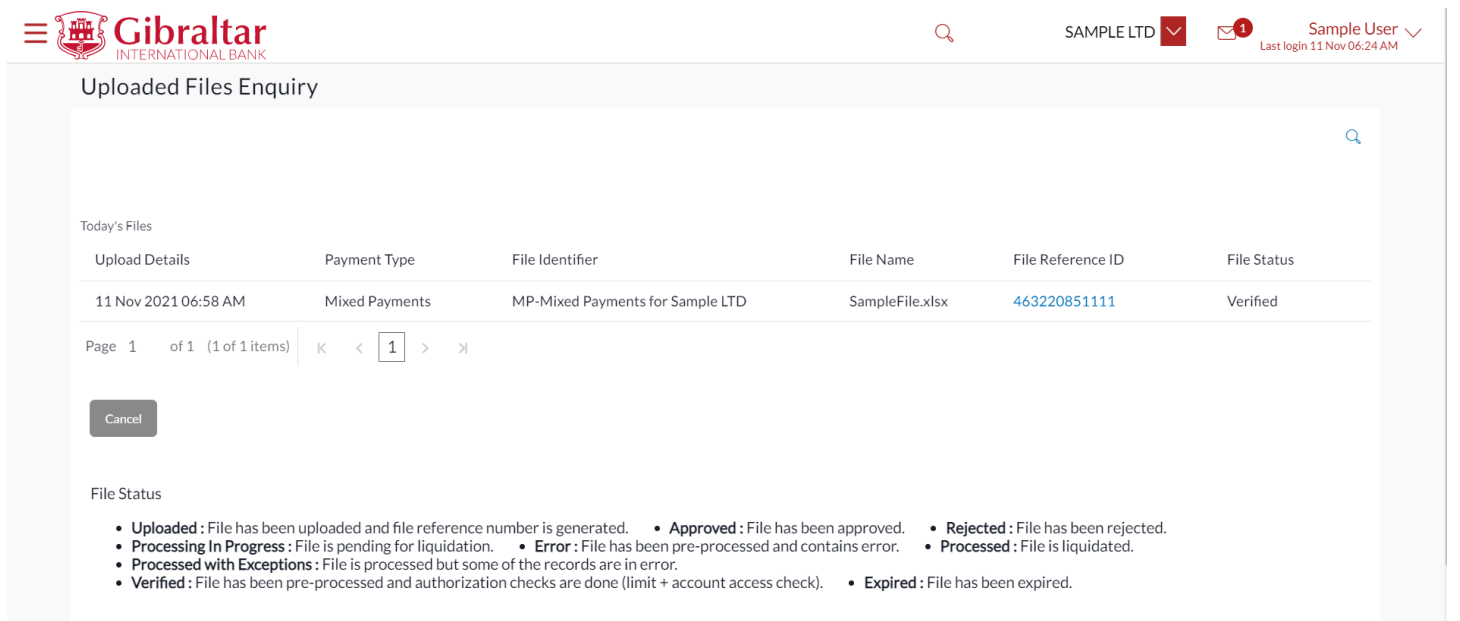 Gibraltar
INTERNATIONAL BANK
SAMPLE LTD
1
Sample User
Last login 11 Nov 06:24 AM
Uploaded Files Enquiry
Today's Files
Upload Details Payment Type File Identifier File Name File Reference ID File Status
11 Nov 2021 06:58 AM Mixed Payments MP-Mixed Payments for Sample LTD SampleFile.xlsx 463220851111 Verified
Page 1 of 1 (1 of 1 items) K < 1 > >|
Cancel
File Status
• Uploaded : File has been uploaded and file reference number is generated. • Approved : File has been approved. • Rejected : File has been rejected.
• Processing In Progress : File is pending for liquidation. • Error : File has been pre-processed and contains error. • Processed : File is liquidated.
• Processed with Exceptions : File is processed but some of the records are in error.
• Verified : File has been pre-processed and authorization checks are done (limit + account access check). • Expired : File has been expired.